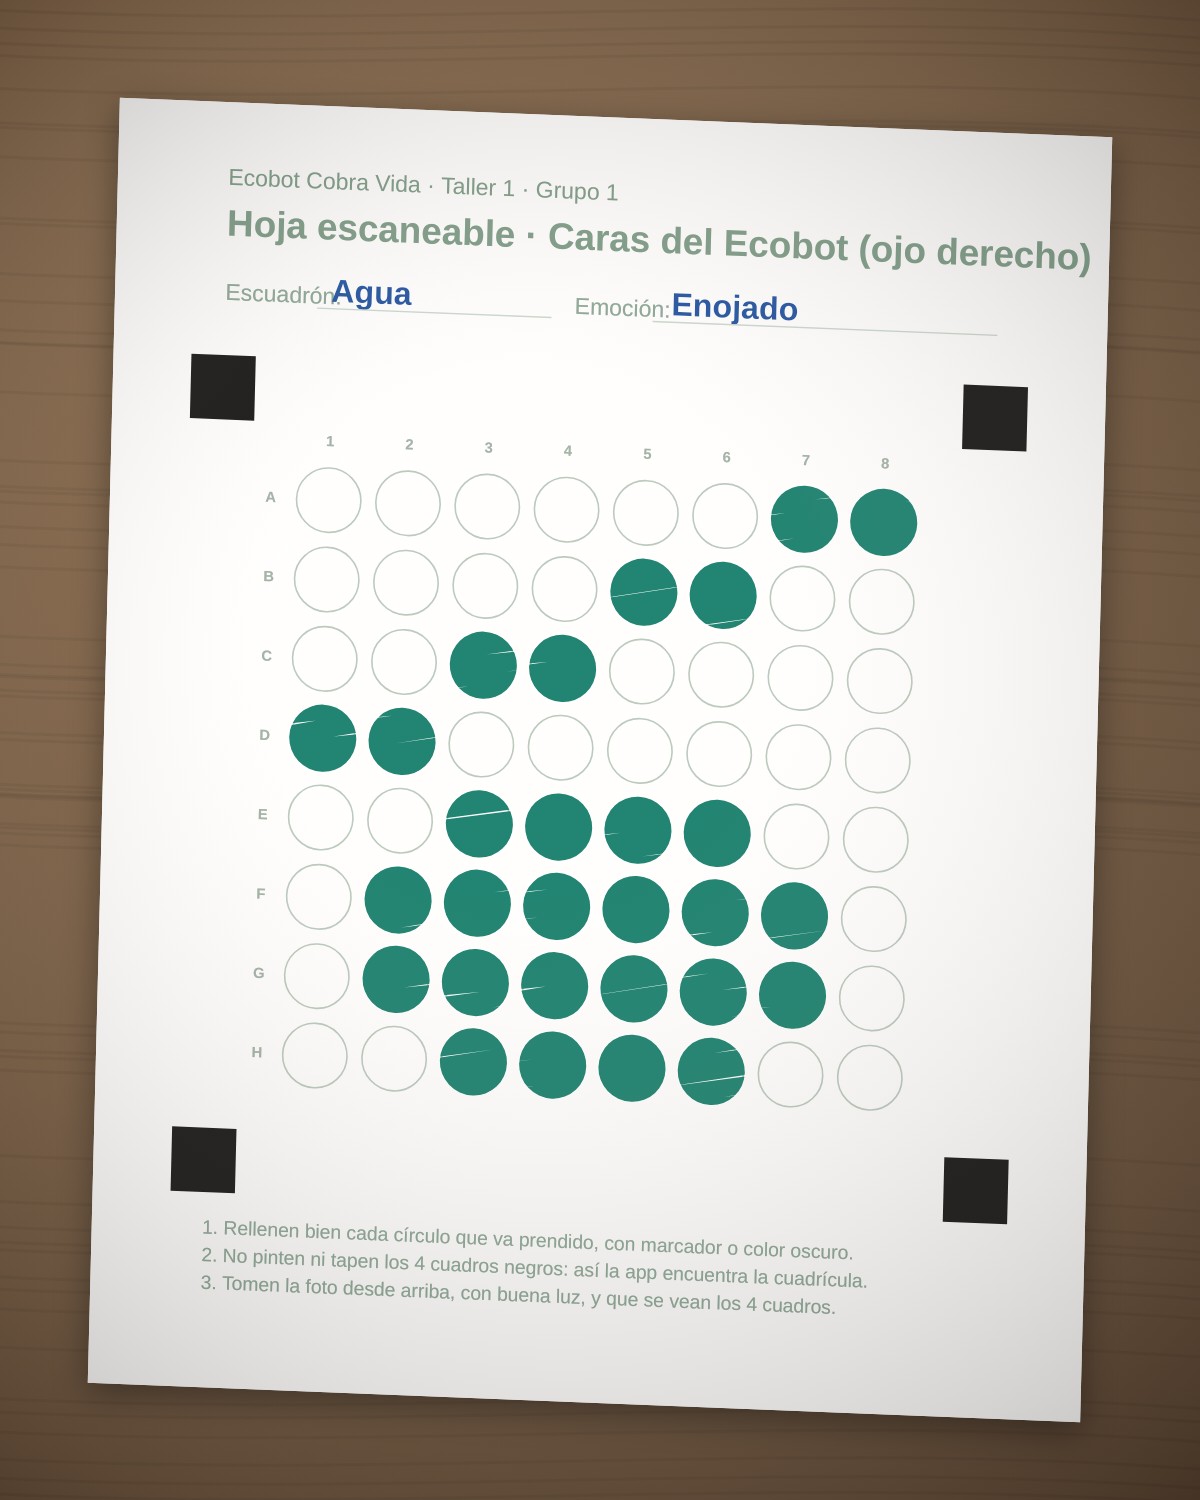 Ecobot Cobra Vida · Taller 1 · Grupo 1
Hoja escaneable · Caras del Ecobot (ojo derecho)
Escuadrón: Agua Emoción: Enojado
1 2 3 4 5 6 7 8
A
B
C
D
E
F
G
H
1. Rellenen bien cada círculo que va prendido, con marcador o color oscuro.
2. No pinten ni tapen los 4 cuadros negros: así la app encuentra la cuadrícula.
3. Tomen la foto desde arriba, con buena luz, y que se vean los 4 cuadros.